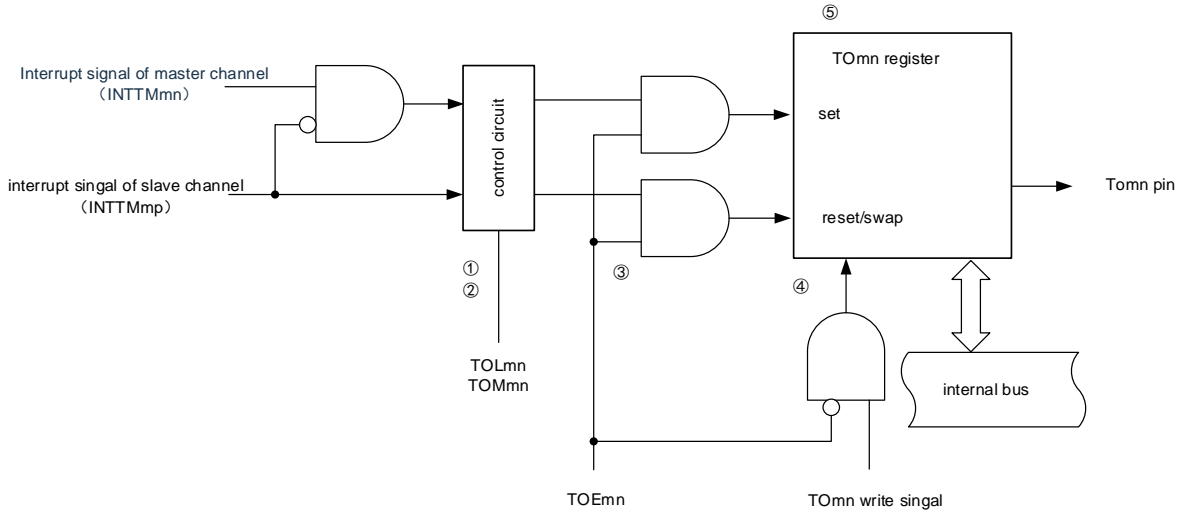 ⑤
Interrupt signal of master channel
（INTTMmn）
TOmn register
set
control circuit
interrupt singal of slave channel
（INTTMmp）
Tomn pin
reset/swap
①
②
③
④
TOLmn
TOMmn
internal bus
TOEmn
TOmn write singal